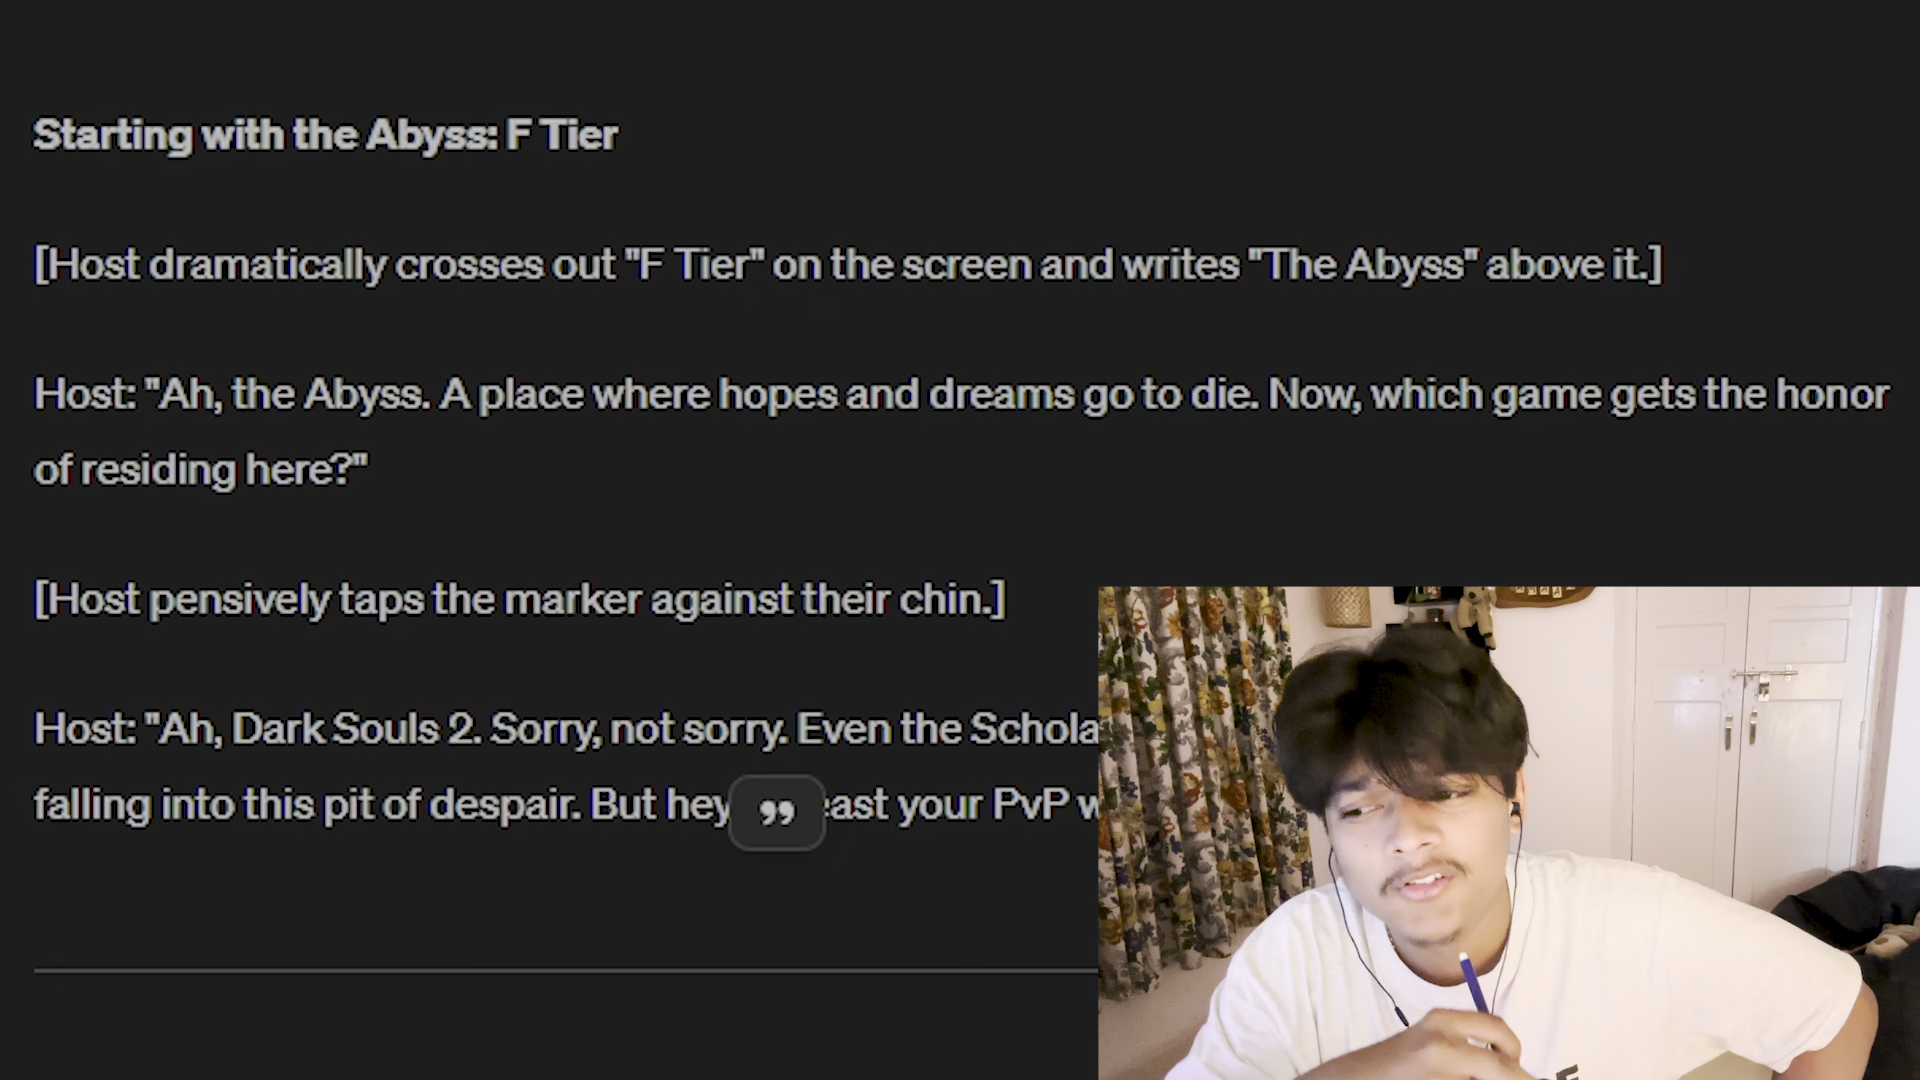 Starting with the Abyss: F Tier
[Host dramatically crosses out "F Tier" on the screen and writes "The Abyss" above it.]
Host: "Ah, the Abyss. A place where hopes and dreams go to die. Now, which game gets the honor
of residing here?"
[Host pensively taps the marker against their chin.]
Host: "Ah, Dark Souls 2. Sorry, not sorry. Even the
falling into this pit of despair. But hey your PvP